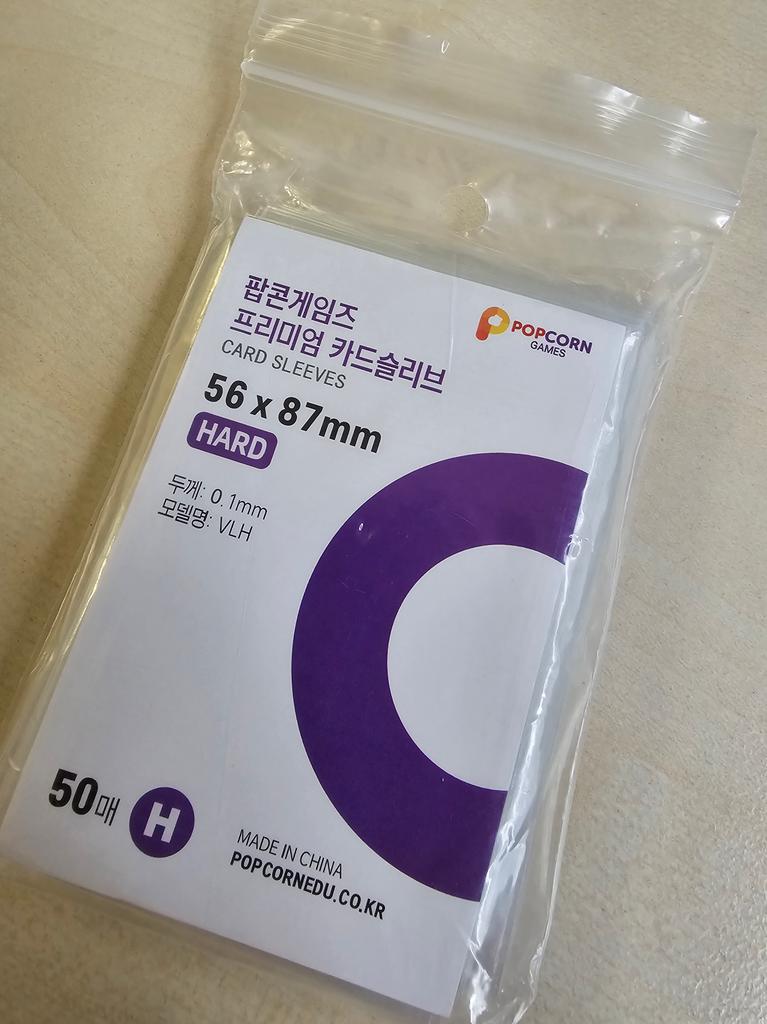 팝콘게임즈
프리미엄 카드슬리브
CARD SLEEVES
56 x 87mm
HARD
두께: 0.1mm
모델명: VLH
POPCORN
GAMES
50매
H
MADE IN CHINA
POPCORNEDU.CO.KR